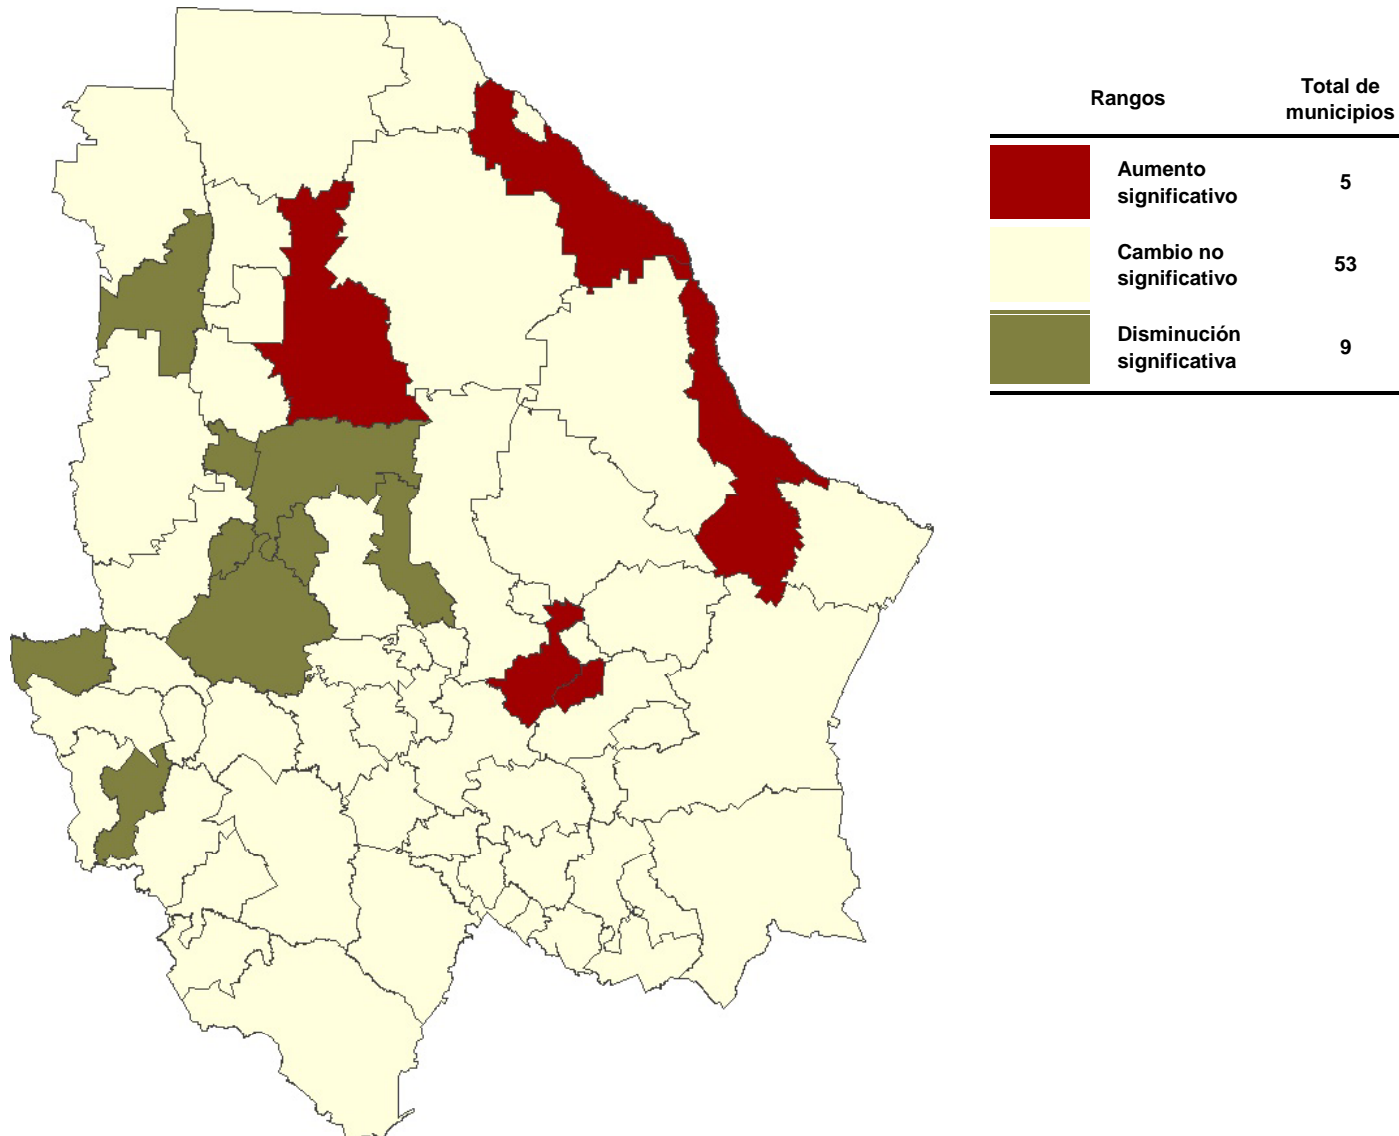 Rangos
Total de
municipios
Aumento
significativo
5
Cambio no
significativo
53
Disminución
significativa
9